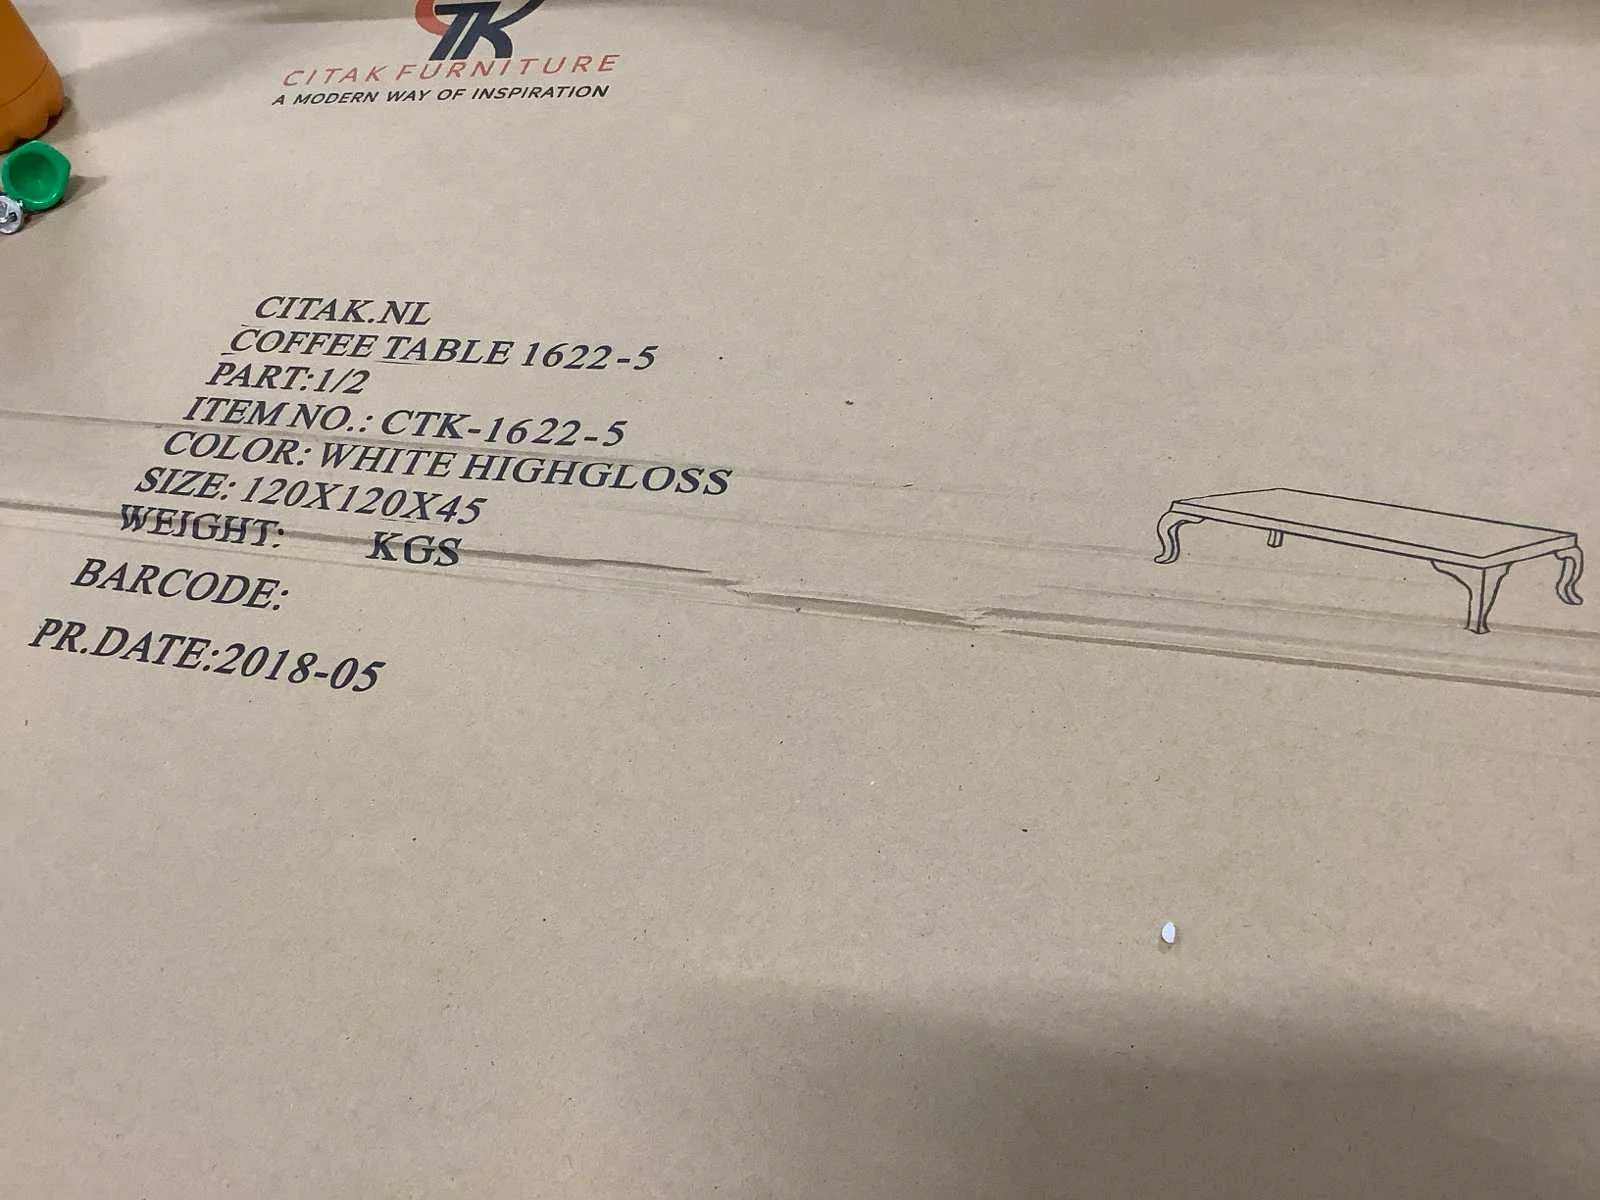 TK
CITAK FURNITURE
A MODERN WAY OF INSPIRATION
CITAK.NL
COFFEE TABLE 1622-5
PART:1/2
ITEM NO.: CTK-1622-5
COLOR: WHITE HIGHGLOSS
SIZE: 120X120X45
WEIGHT: KGS
BARCODE:
PR.DATE:2018-05